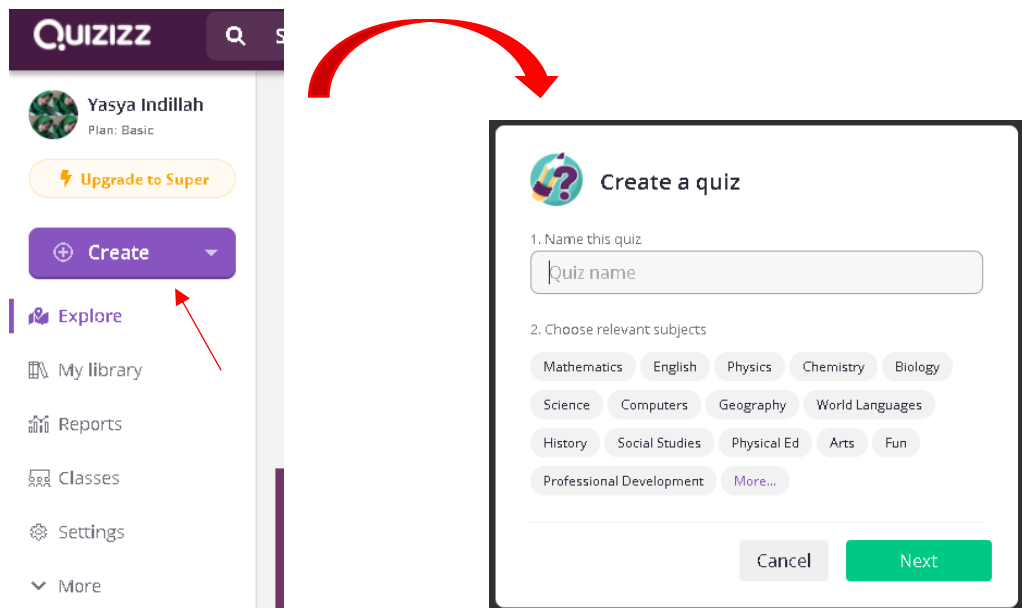 Quizizz
S
Yasya Indillah
Plan: Basic
Upgrade to Super
Create
Explore
My library
Reports
Classes
Settings
More
Create a quiz
1. Name this quiz
Quiz name
2. Choose relevant subjects
Mathematics English Physics Chemistry Biology
Science Computers Geography World Languages
History Social Studies Physical Ed Arts Fun
Professional Development More...
Cancel Next